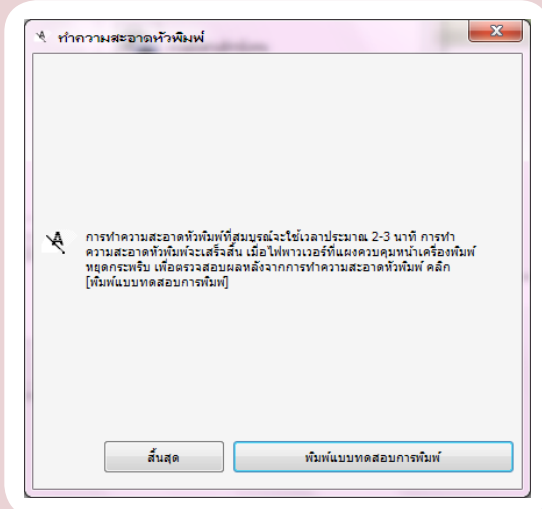 ทำความสะอาดหัวพิมพ์
การทำความสะอาดหัวพิมพ์ที่สมบูรณ์จะใช้เวลาประมาณ 2-3 นาที การทำ
ความสะอาดหัวพิมพ์จะเสร็จสิ้น เมื่อไฟพาวเวอร์ที่แผงควบคุมหน้าเครื่องพิมพ์
หยุดกระพริบ เพื่อตรวจสอบผลหลังจากการทำความสะอาดหัวพิมพ์ คลิก
[พิมพ์แบบทดสอบการพิมพ์]
สิ้นสุด
พิมพ์แบบทดสอบการพิมพ์